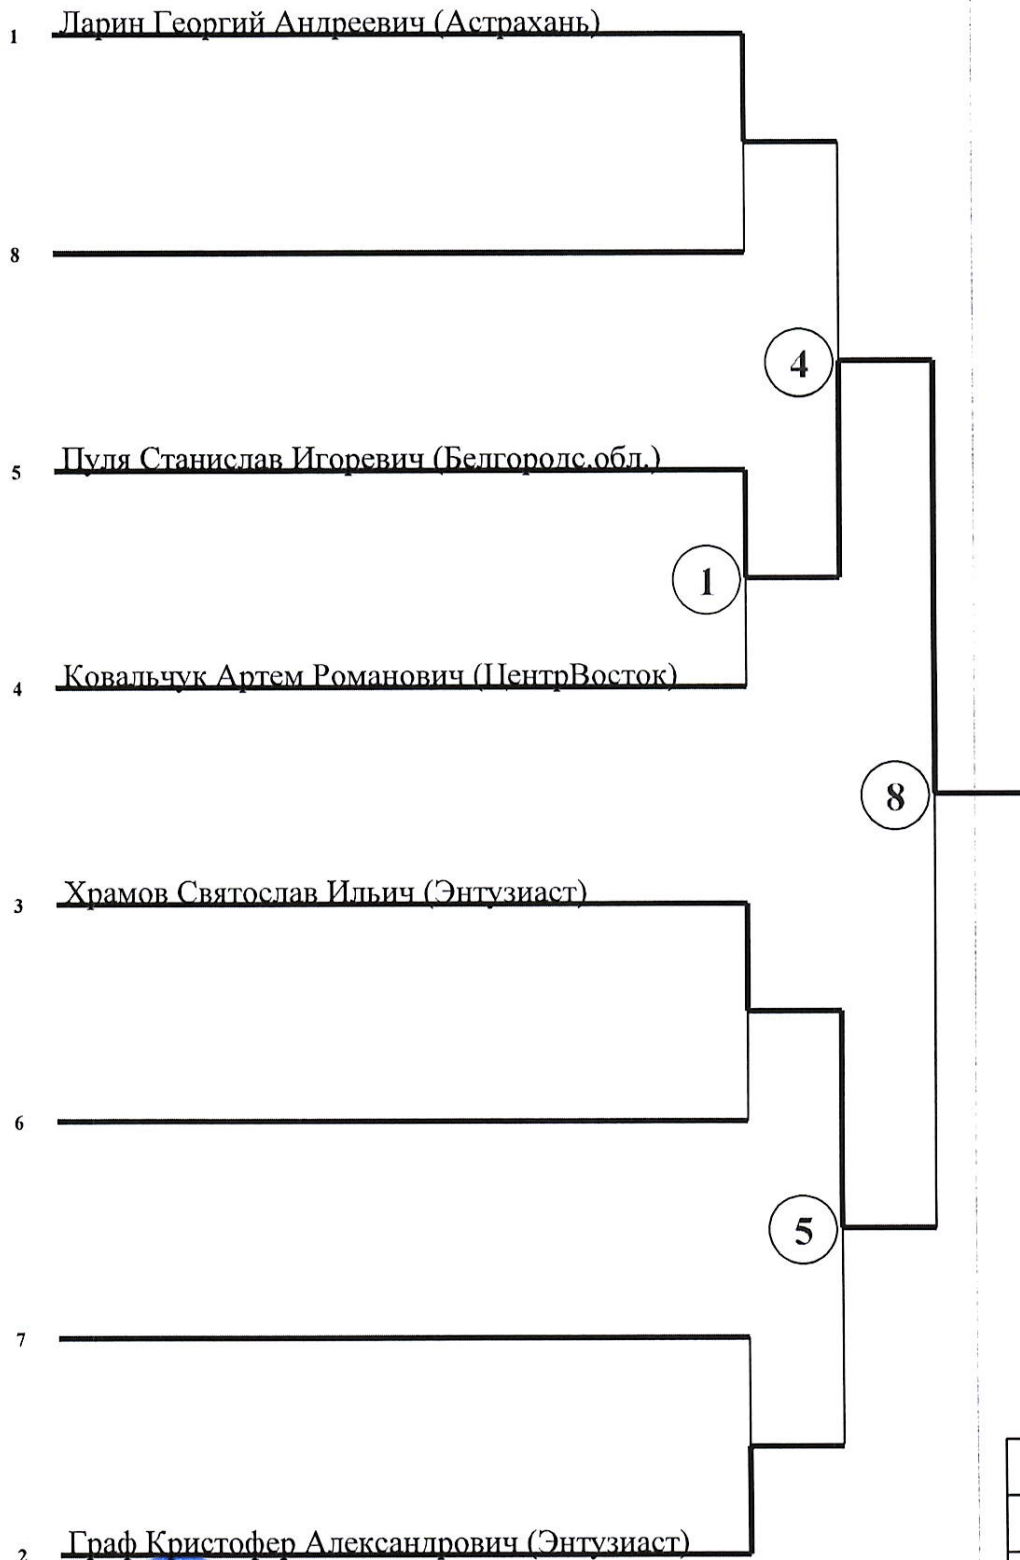 1 Ларин Георгий Андреевич (Астрахань)
8
4
5 Пуля Станислав Игоревич (Белгородс.обл.)
1
4 Ковальчук Артем Романович (ЦентрВосток)
8
3 Храмов Святослав Ильич (Энтузиаст)
6
5
7
2 Граф Кристофер Александрович (Энтузиаст)